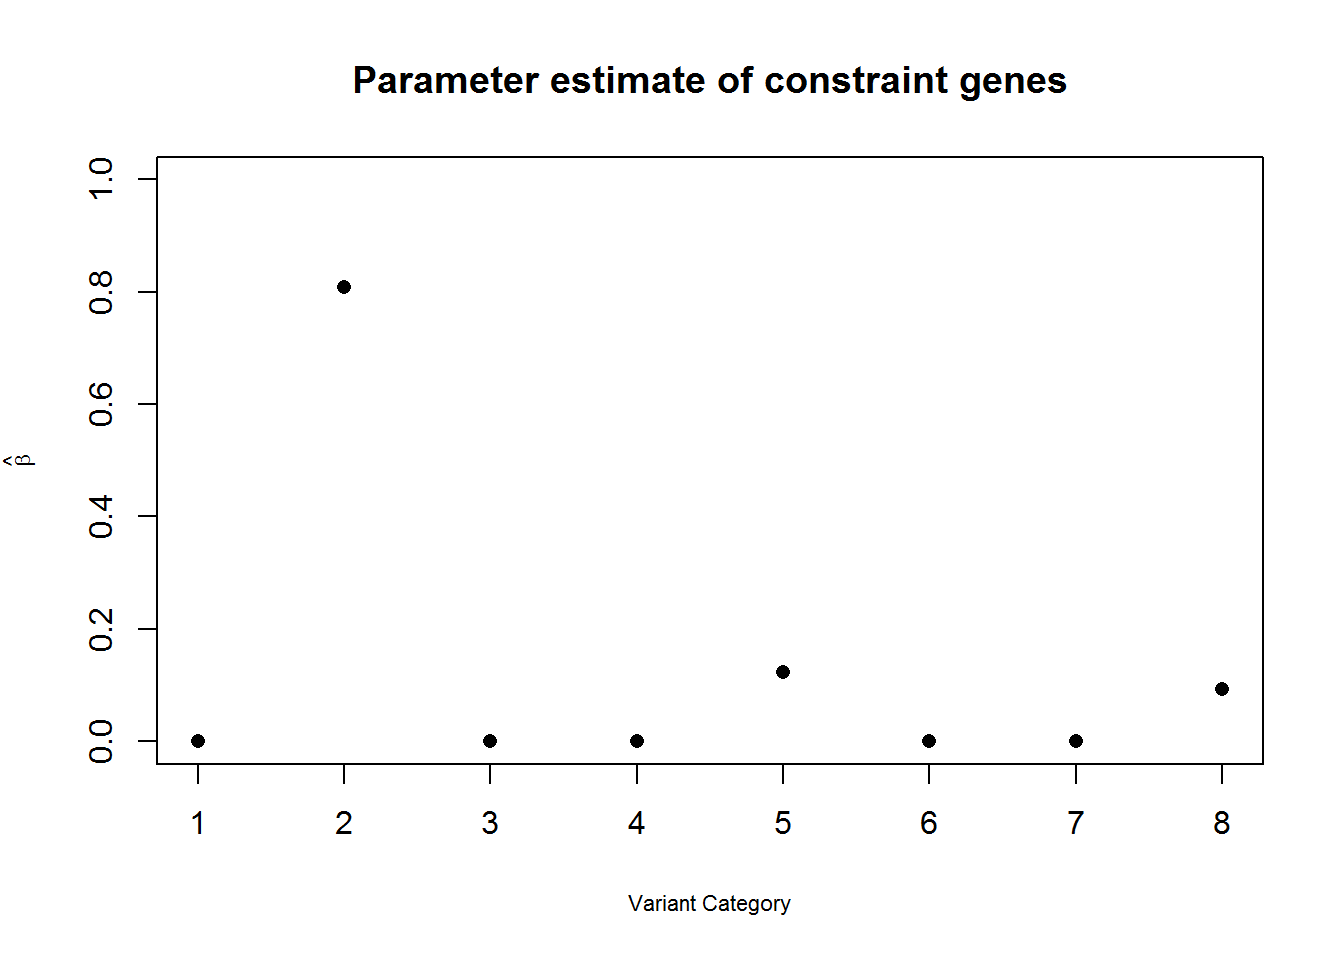 Parameter estimate of constraint genes
1.0
0.8
0.6
0.4
0.2
0.0
β̂
1 2 3 4 5 6 7 8
Variant Category